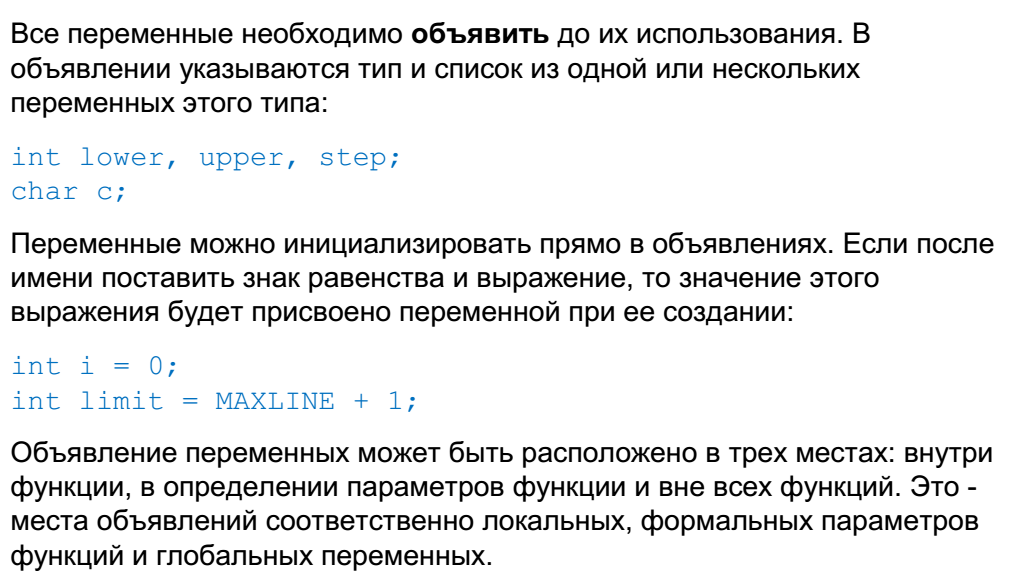 Все переменные необходимо объявить до их использования. В
объявлении указываются тип и список из одной или нескольких
переменных этого типа:
int lower, upper, step;
char c;
Переменные можно инициализировать прямо в объявлениях. Если после
имени поставить знак равенства и выражение, то значение этого
выражения будет присвоено переменной при ее создании:
int i = 0;
int limit = MAXLINE + 1;
Объявление переменных может быть расположено в трех местах: внутри
функции, в определении параметров функции и вне всех функций. Это -
места объявлений соответственно локальных, формальных параметров
функций и глобальных переменных.